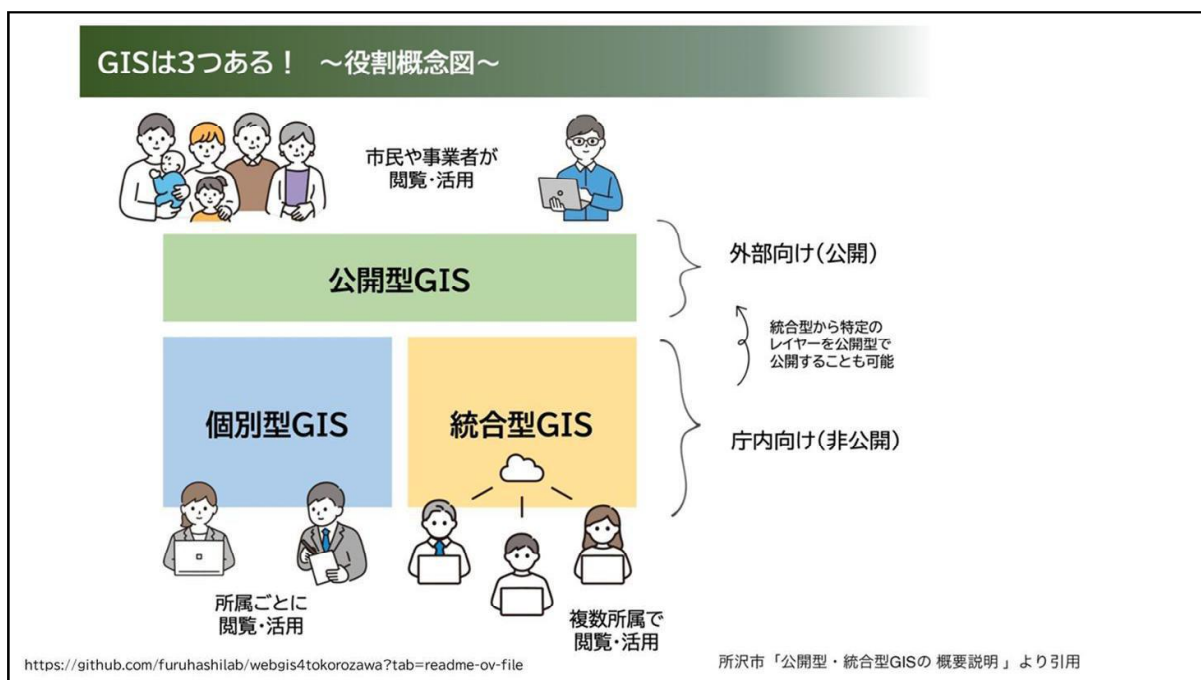 GISは3つある！ ～役割概念図～
市民や事業者が
閲覧・活用
公開型GIS
外部向け(公開)
統合型から特定の
レイヤーを公開型で
公開することも可能
個別型GIS
統合型GIS
庁内向け(非公開)
所属ごとに
閲覧・活用
複数所属で
閲覧・活用
https://github.com/furuhashilab/webgis4tokorozawa?tab=readme-ov-file
所沢市「公開型・統合型GISの 概要説明 」より引用